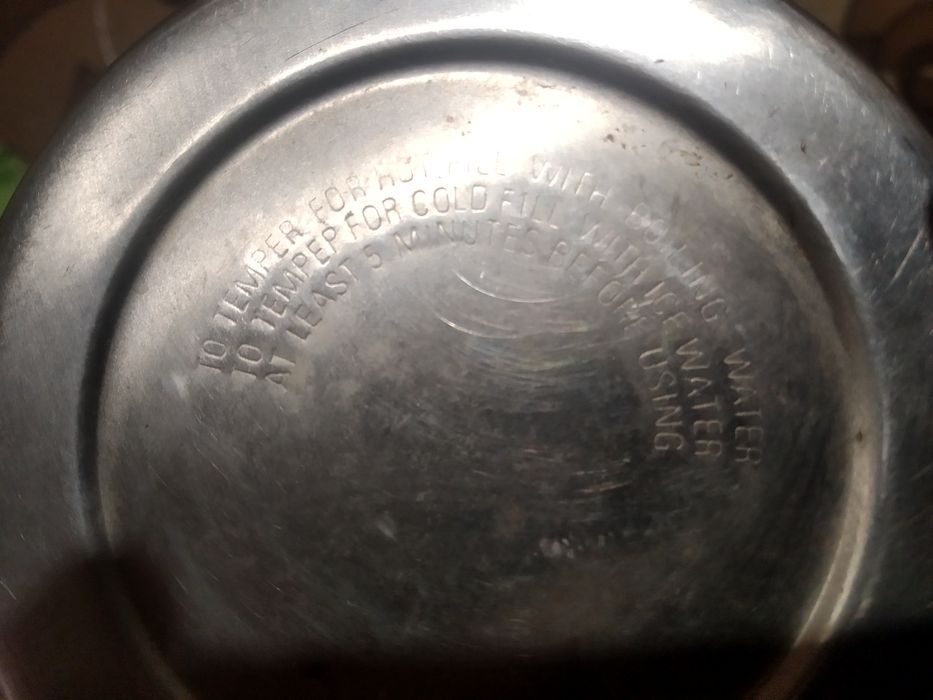 TO TEMPER FOR HOT FILL WITH BOILING WATER
TO TEMPER FOR COLD FILL WITH ICE WATER
AT LEAST 5 MINUTES BEFORE USING